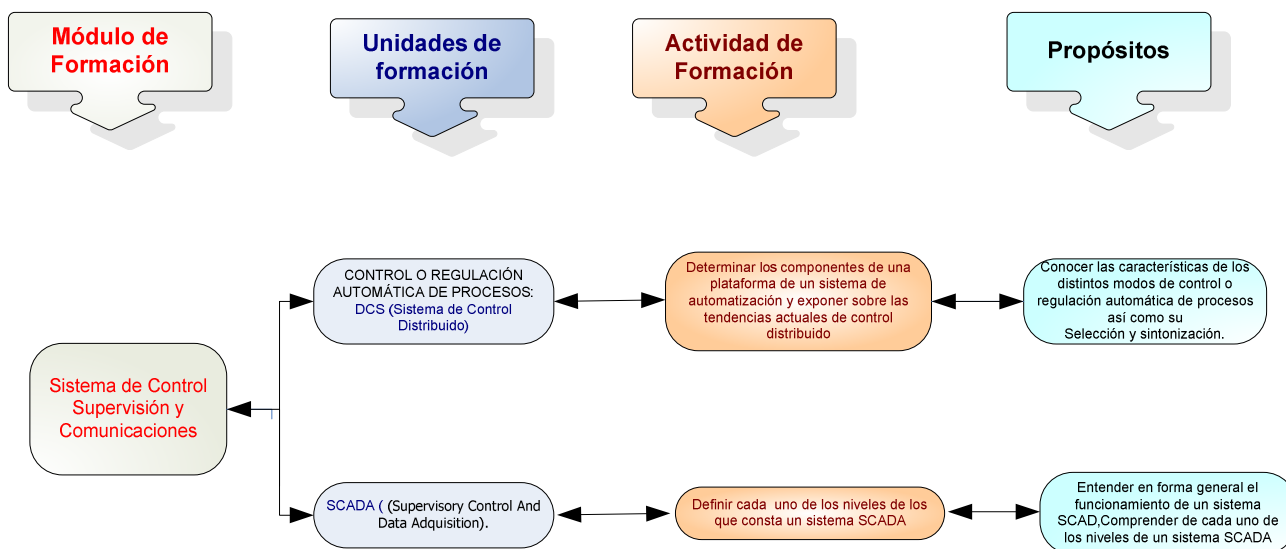 Módulo de
Formación
Unidades de
formación
Actividad de
Formación
Propósitos
CONTROL O REGULACIÓN
AUTOMÁTICA DE PROCESOS:
DCS (Sistema de Control
Distribuido)
Determinar los componentes de una
plataforma de un sistema de
automatización y exponer sobre las
tendencias actuales de control
distribuido
Conocer las características de los
distintos modos de control o
regulación automática de procesos
así como su
Selección y sintonización.
Sistema de Control
Supervisión y
Comunicaciones
SCADA ( (Supervisory Control And
Data Adquisition).
Definir cada uno de los niveles de los
que consta un sistema SCADA
Entender en forma general el
funcionamiento de un sistema
SCAD,Comprender de cada uno de
los niveles de un sistema SCADA